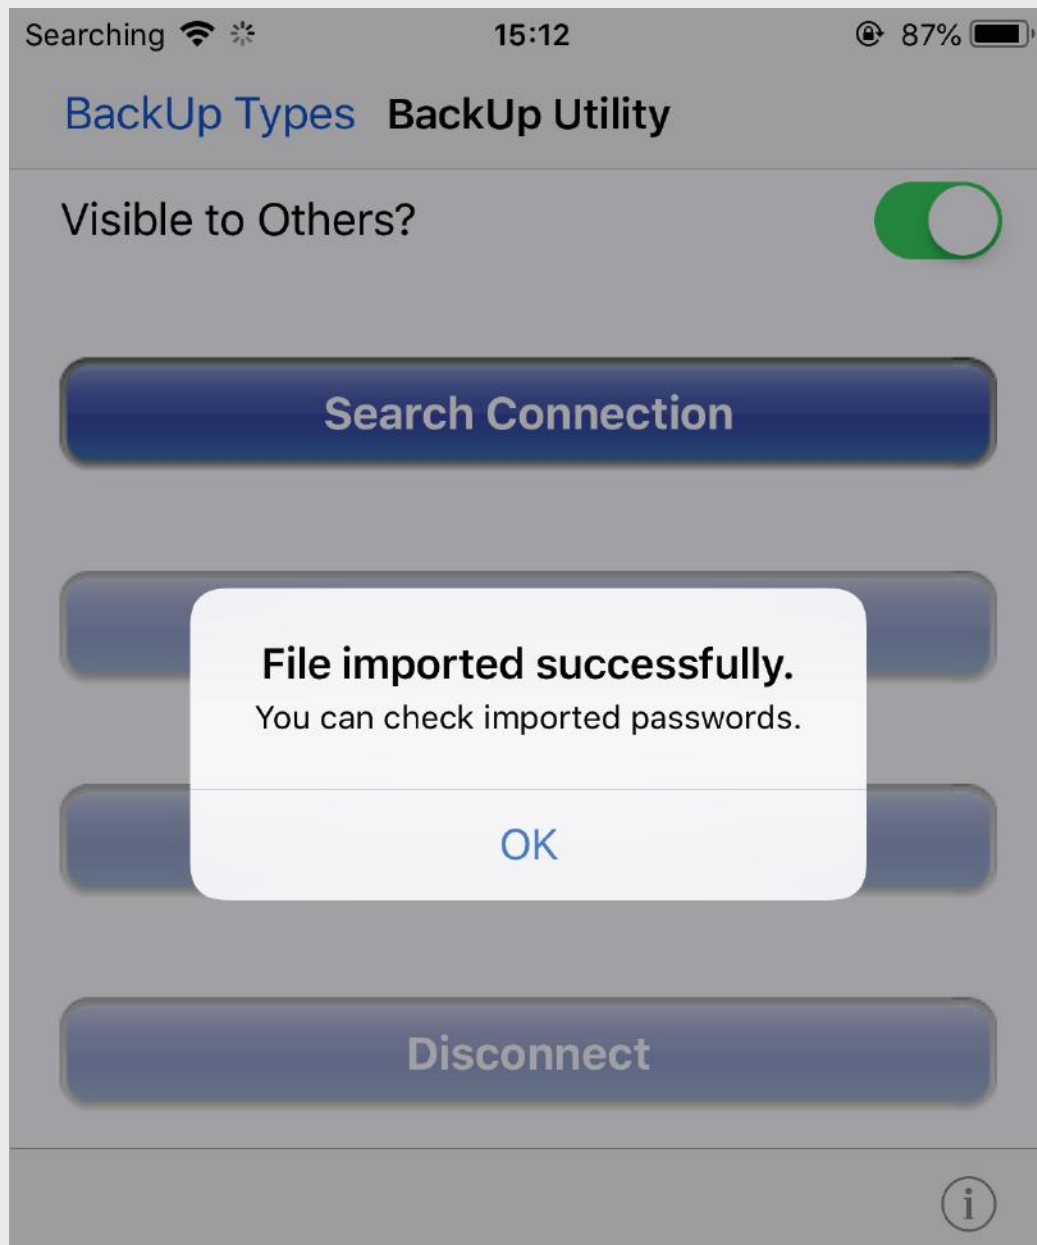 Searching 15:12 87%
BackUp Types BackUp Utility
Visible to Others?
Search Connection
File imported successfully.
You can check imported passwords.
OK
Disconnect
i